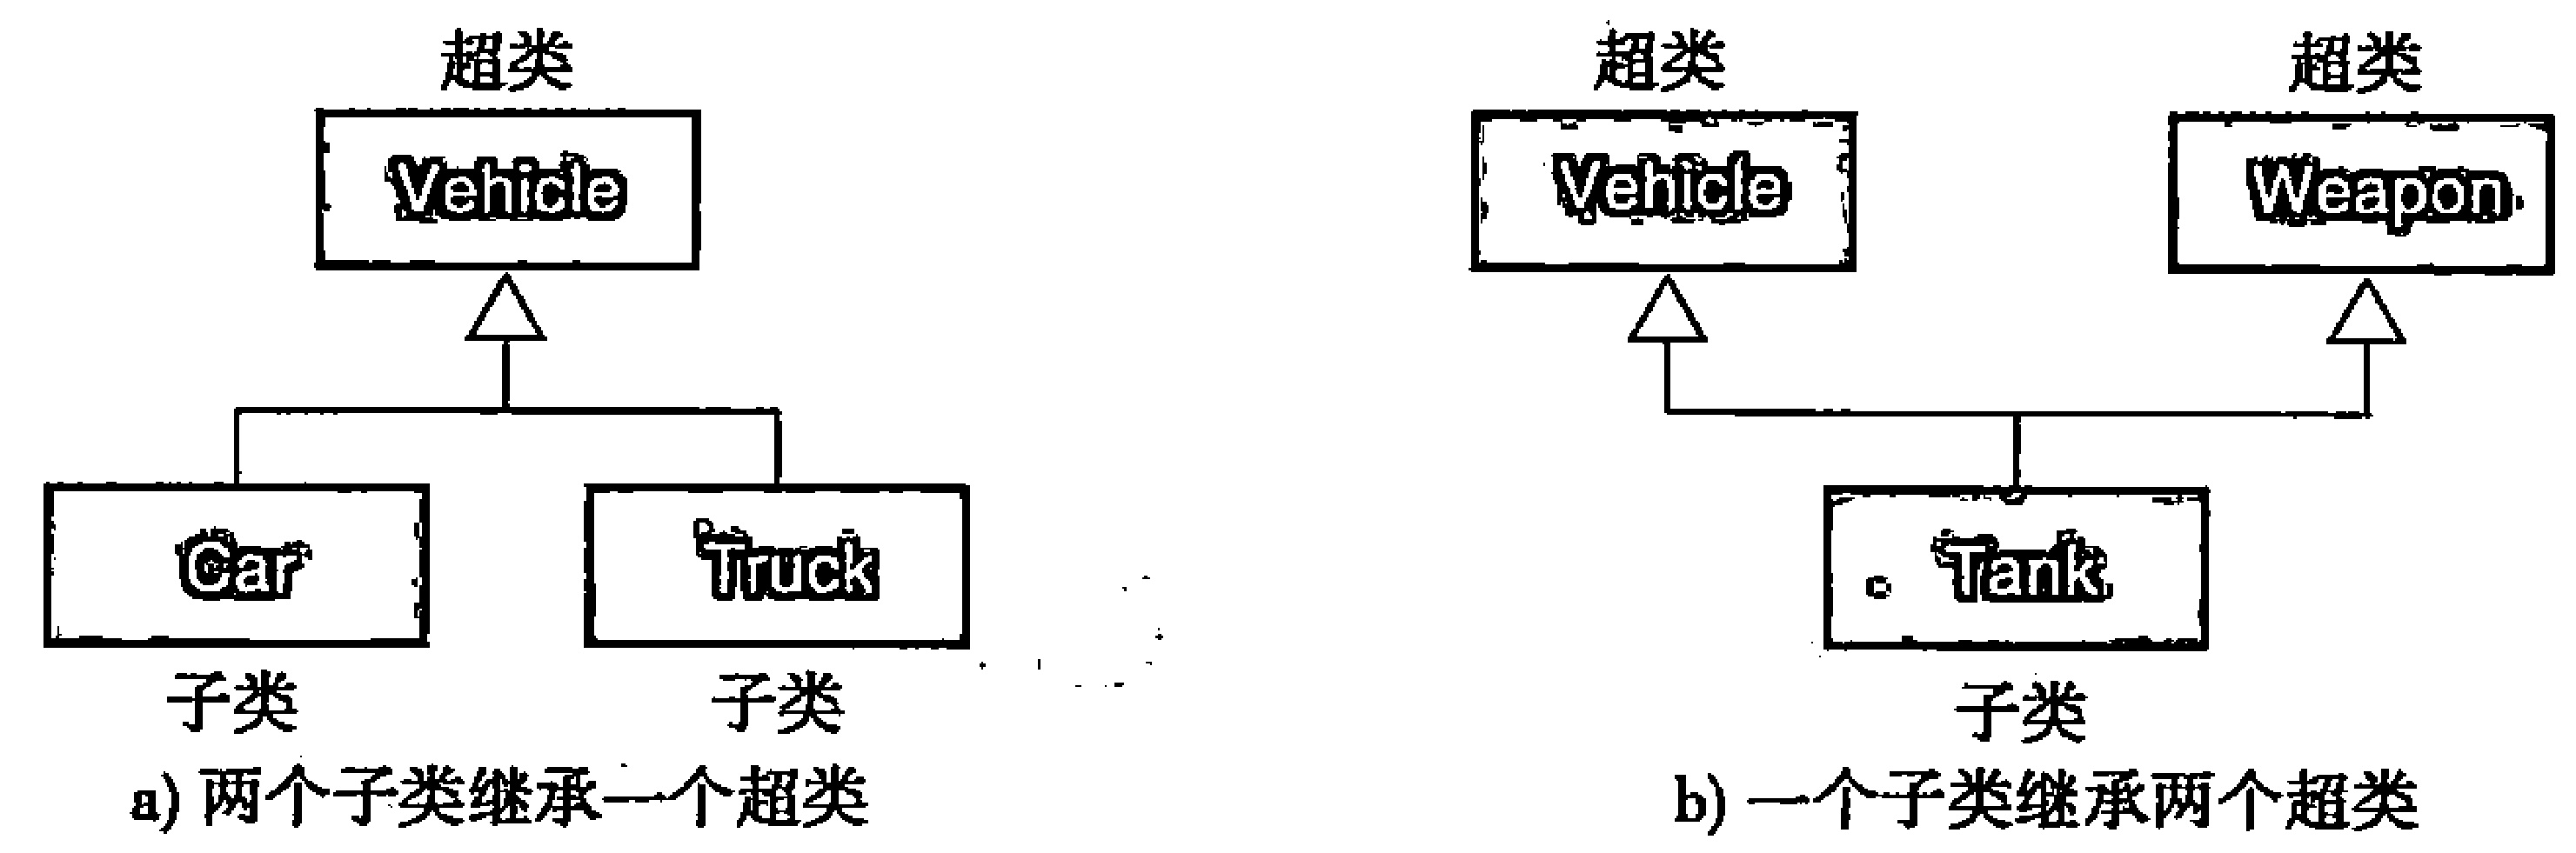 超类
Vehicle
Car
Truck
子类
子类
a) 两个子类继承一个超类
超类
超类
Vehicle
Weapon
Tank
子类
b) 一个子类继承两个超类